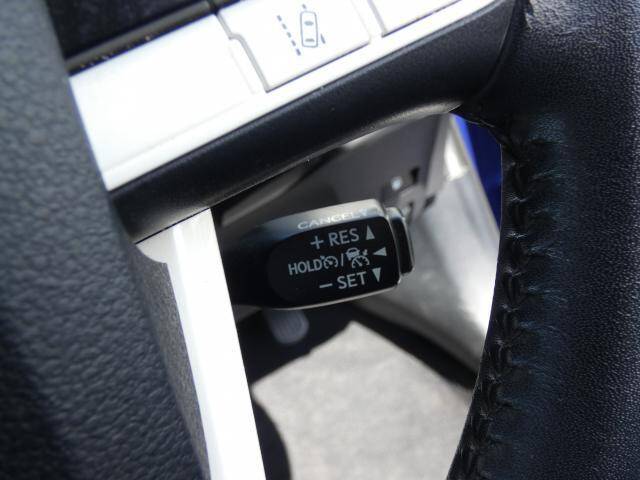 CANCEL
+ RES ▲
HOLD / ◀
− SET ▼